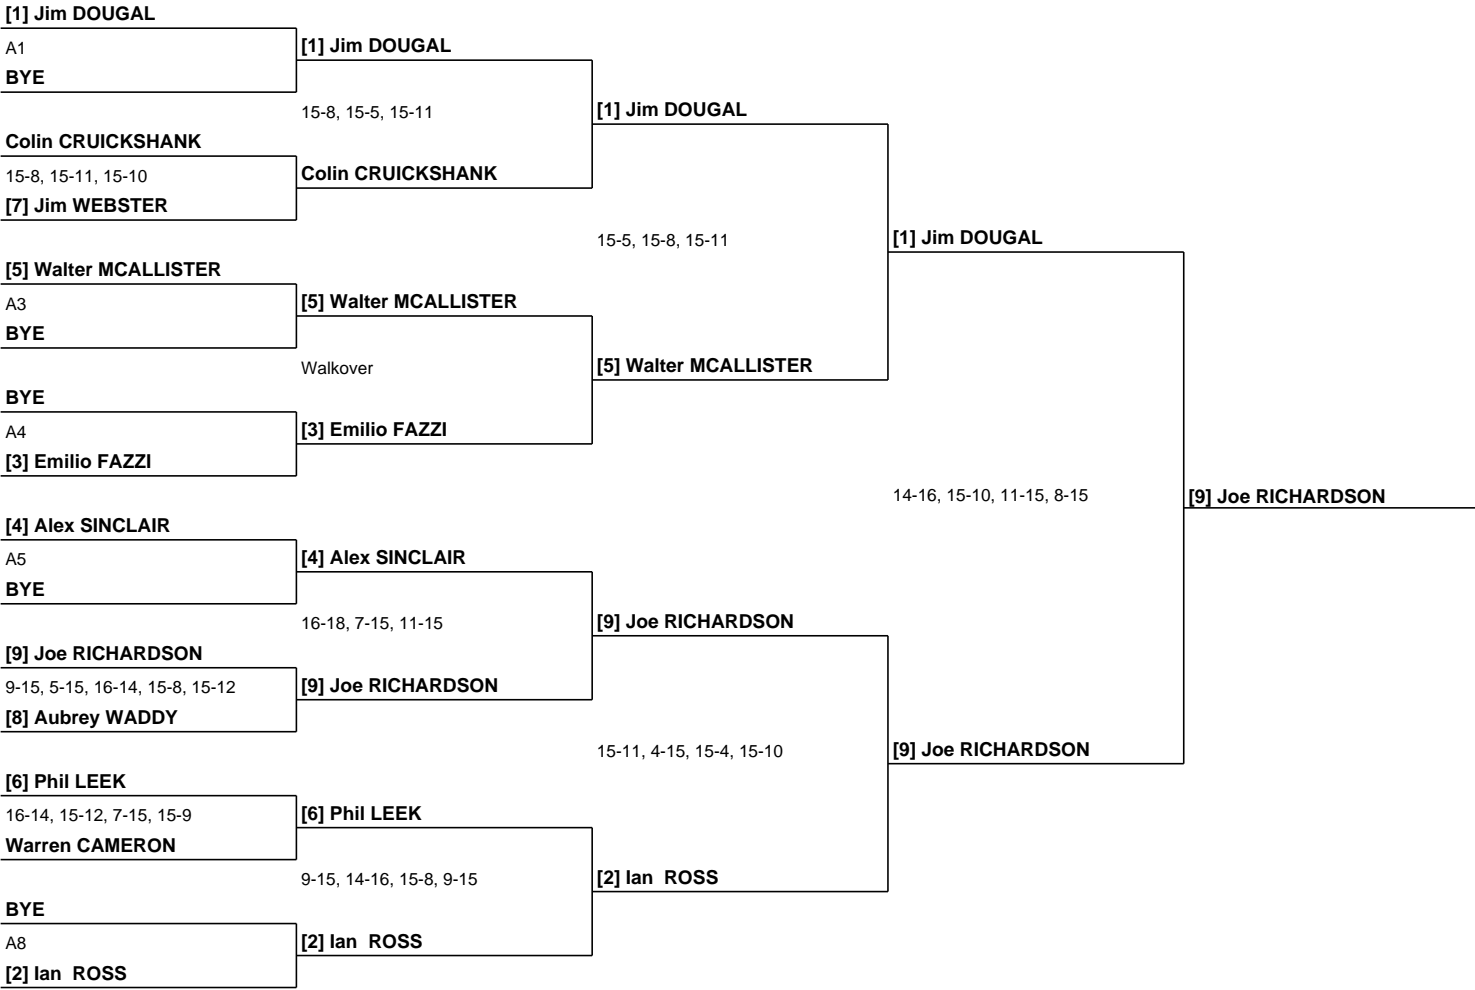 [1] Jim DOUGAL
A1
BYE
Colin CRUICKSHANK
15-8, 15-11, 15-10
[7] Jim WEBSTER
[5] Walter MCALLISTER
A3
BYE
BYE
A4
[3] Emilio FAZZI
[4] Alex SINCLAIR
A5
BYE
[9] Joe RICHARDSON
9-15, 5-15, 16-14, 15-8, 15-12
[8] Aubrey WADDY
[6] Phil LEEK
16-14, 15-12, 7-15, 15-9
Warren CAMERON
BYE
A8
[2] Ian  ROSS
[1] Jim DOUGAL
15-8, 15-5, 15-11
Colin CRUICKSHANK
[5] Walter MCALLISTER
Walkover
[3] Emilio FAZZI
[4] Alex SINCLAIR
16-18, 7-15, 11-15
[9] Joe RICHARDSON
[6] Phil LEEK
9-15, 14-16, 15-8, 9-15
[2] Ian  ROSS
[1] Jim DOUGAL
15-5, 15-8, 15-11
[5] Walter MCALLISTER
[9] Joe RICHARDSON
15-11, 4-15, 15-4, 15-10
[2] Ian  ROSS
[1] Jim DOUGAL
14-16, 15-10, 11-15, 8-15
[9] Joe RICHARDSON
[9] Joe RICHARDSON